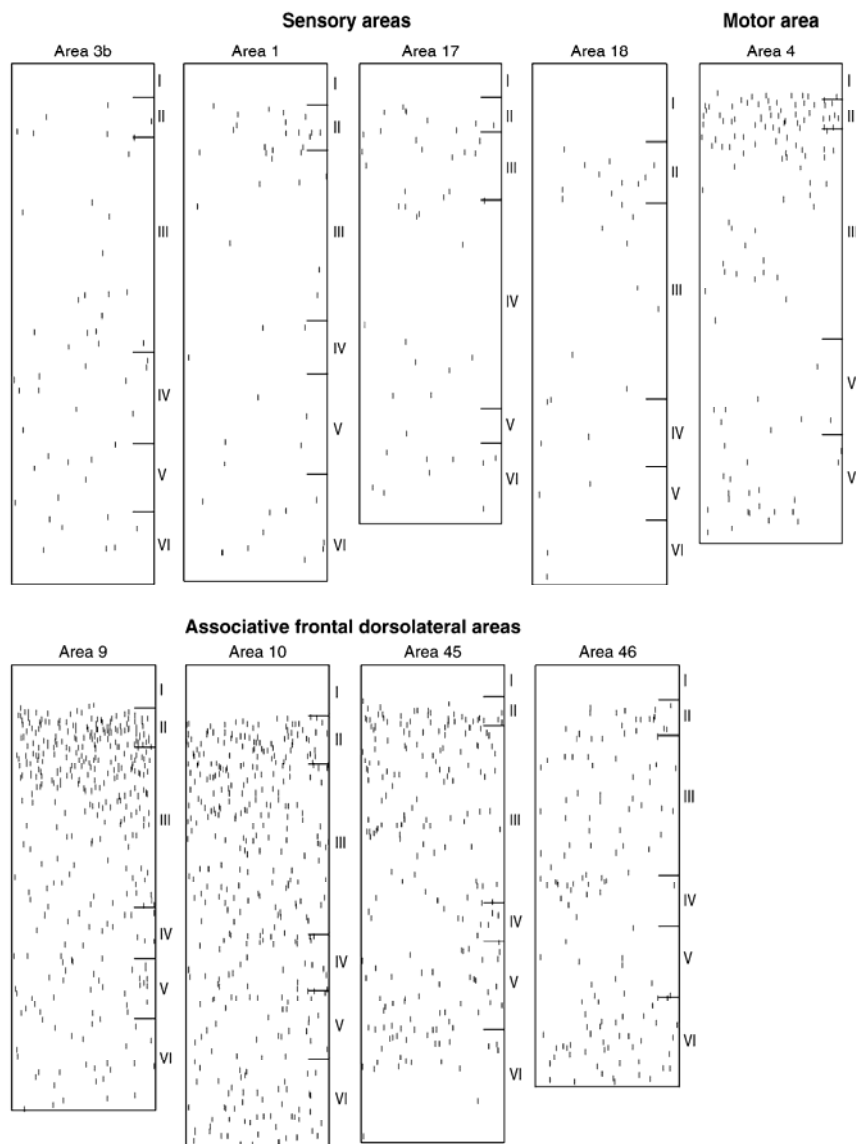 Sensory areas Motor area
Area 3b Area 1 Area 17 Area 18 Area 4
I
II
III
IV
V
VI
I
II
III
IV
V
VI
I
II
III
IV
V
VI
I
II
III
IV
V
VI
I
II
III
V
V
Associative frontal dorsolateral areas
Area 9 Area 10 Area 45 Area 46
I
II
III
IV
V
VI
I
II
III
IV
V
VI
I
II
III
IV
V
VI
I
II
III
IV
V
VI